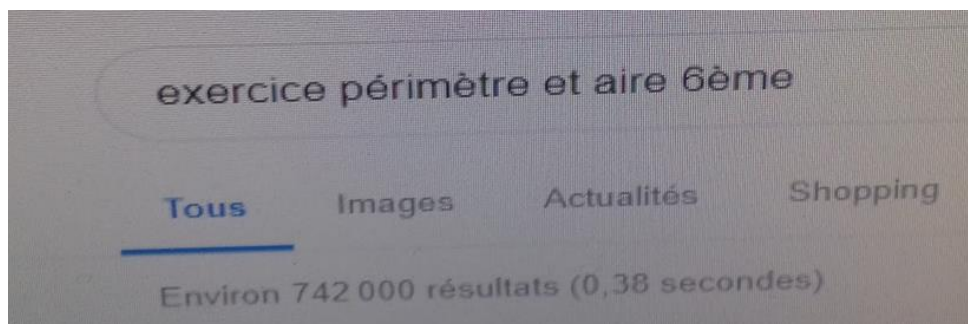 exercice périmètre et aire 6ème
Tous Images Actualités Shopping
Environ 742 000 résultats (0,38 secondes)